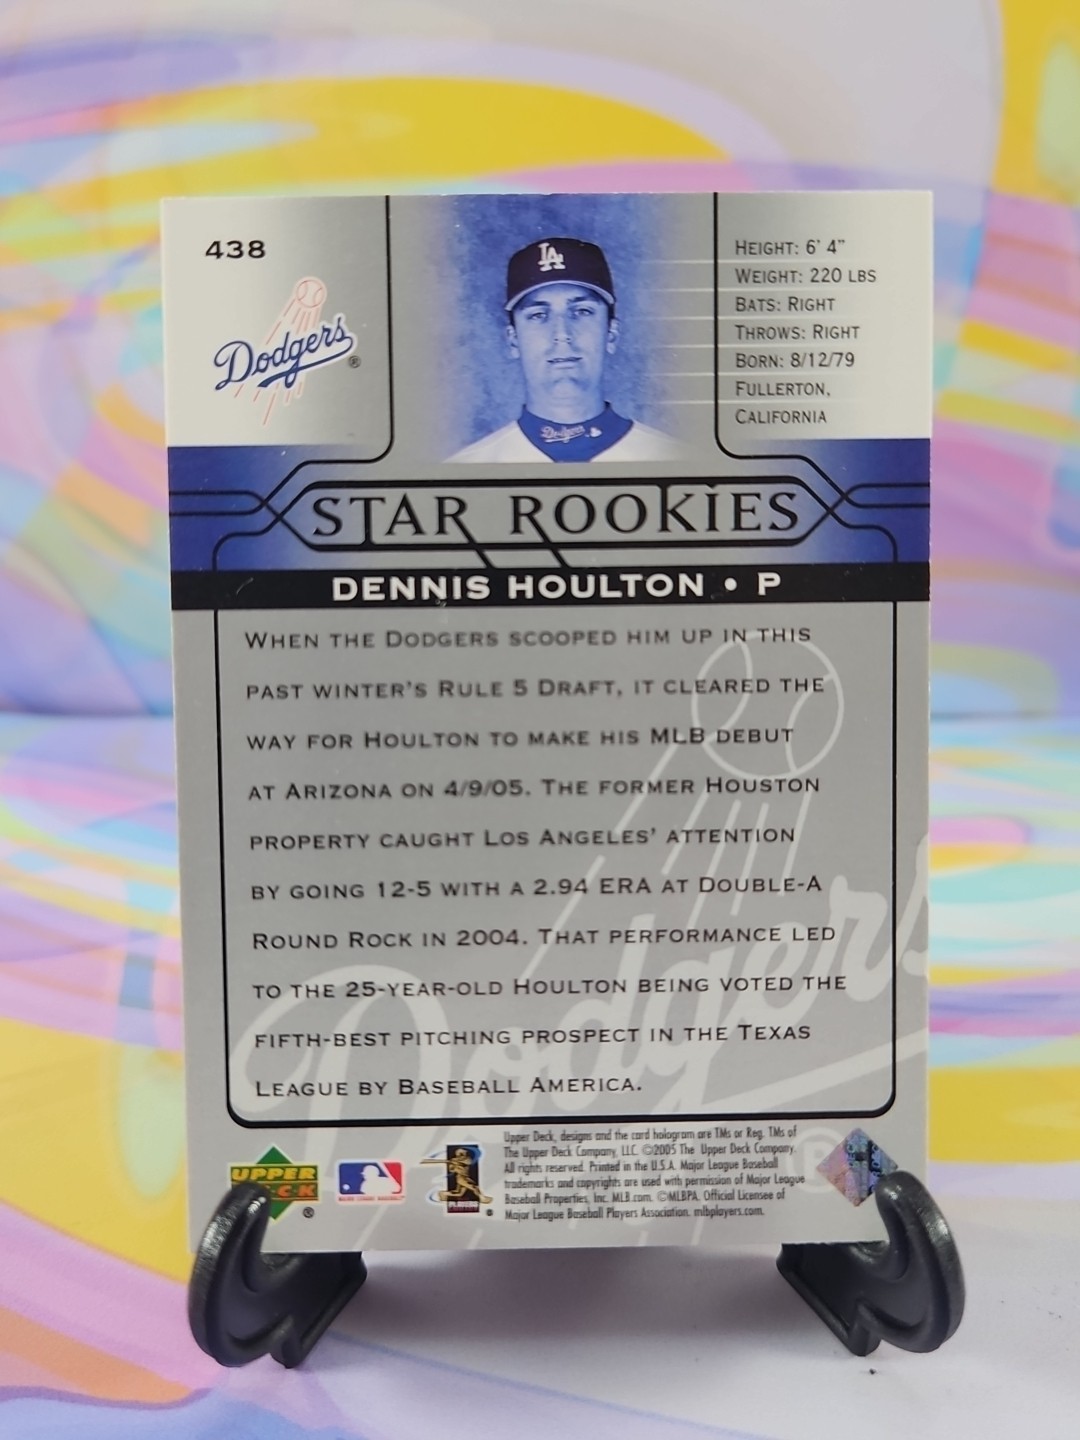 438
Dodgers ®
LA
Dodgers
HEIGHT: 6' 4"
WEIGHT: 220 LBS
BATS: RIGHT
THROWS: RIGHT
BORN: 8/12/79
FULLERTON,
CALIFORNIA
STAR ROOKIES
DENNIS HOULTON • P
WHEN THE DODGERS SCOOPED HIM UP IN THIS
PAST WINTER'S RULE 5 DRAFT, IT CLEARED THE
WAY FOR HOULTON TO MAKE HIS MLB DEBUT
AT ARIZONA ON 4/9/05. THE FORMER HOUSTON
PROPERTY CAUGHT LOS ANGELES' ATTENTION
BY GOING 12-5 WITH A 2.94 ERA AT DOUBLE-A
ROUND ROCK IN 2004. THAT PERFORMANCE LED
TO THE 25-YEAR-OLD HOULTON BEING VOTED THE
FIFTH-BEST PITCHING PROSPECT IN THE TEXAS
LEAGUE BY BASEBALL AMERICA.
Dodgers ®
UPPER
DECK ®
Upper Deck, designs and the card hologram are TMs or Reg. TMs of
The Upper Deck Company, LLC. ©2005 The Upper Deck Company.
All rights reserved. Printed in the U.S.A. Major League Baseball
trademarks and copyrights are used with permission of Major League
Baseball Properties, Inc. MLB.com. ©MLBPA. Official Licensee of
Major League Baseball Players Association. mlbplayers.com.